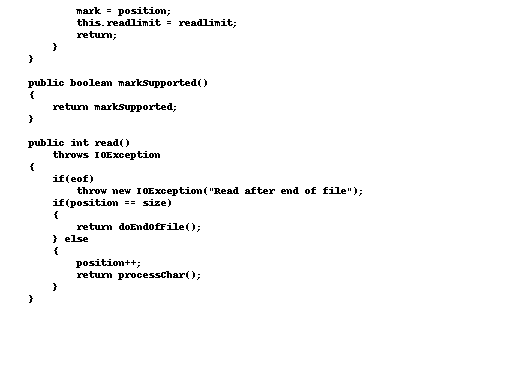 mark = position;
this.readlimit = readlimit;
return;
}
}
public boolean markSupported()
{
return markSupported;
}
public int read()
throws IOException
{
if(eof)
throw new IOException("Read after end of file");
if(position == size)
{
return doEndOfFile();
} else
{
position++;
return processChar();
}
}